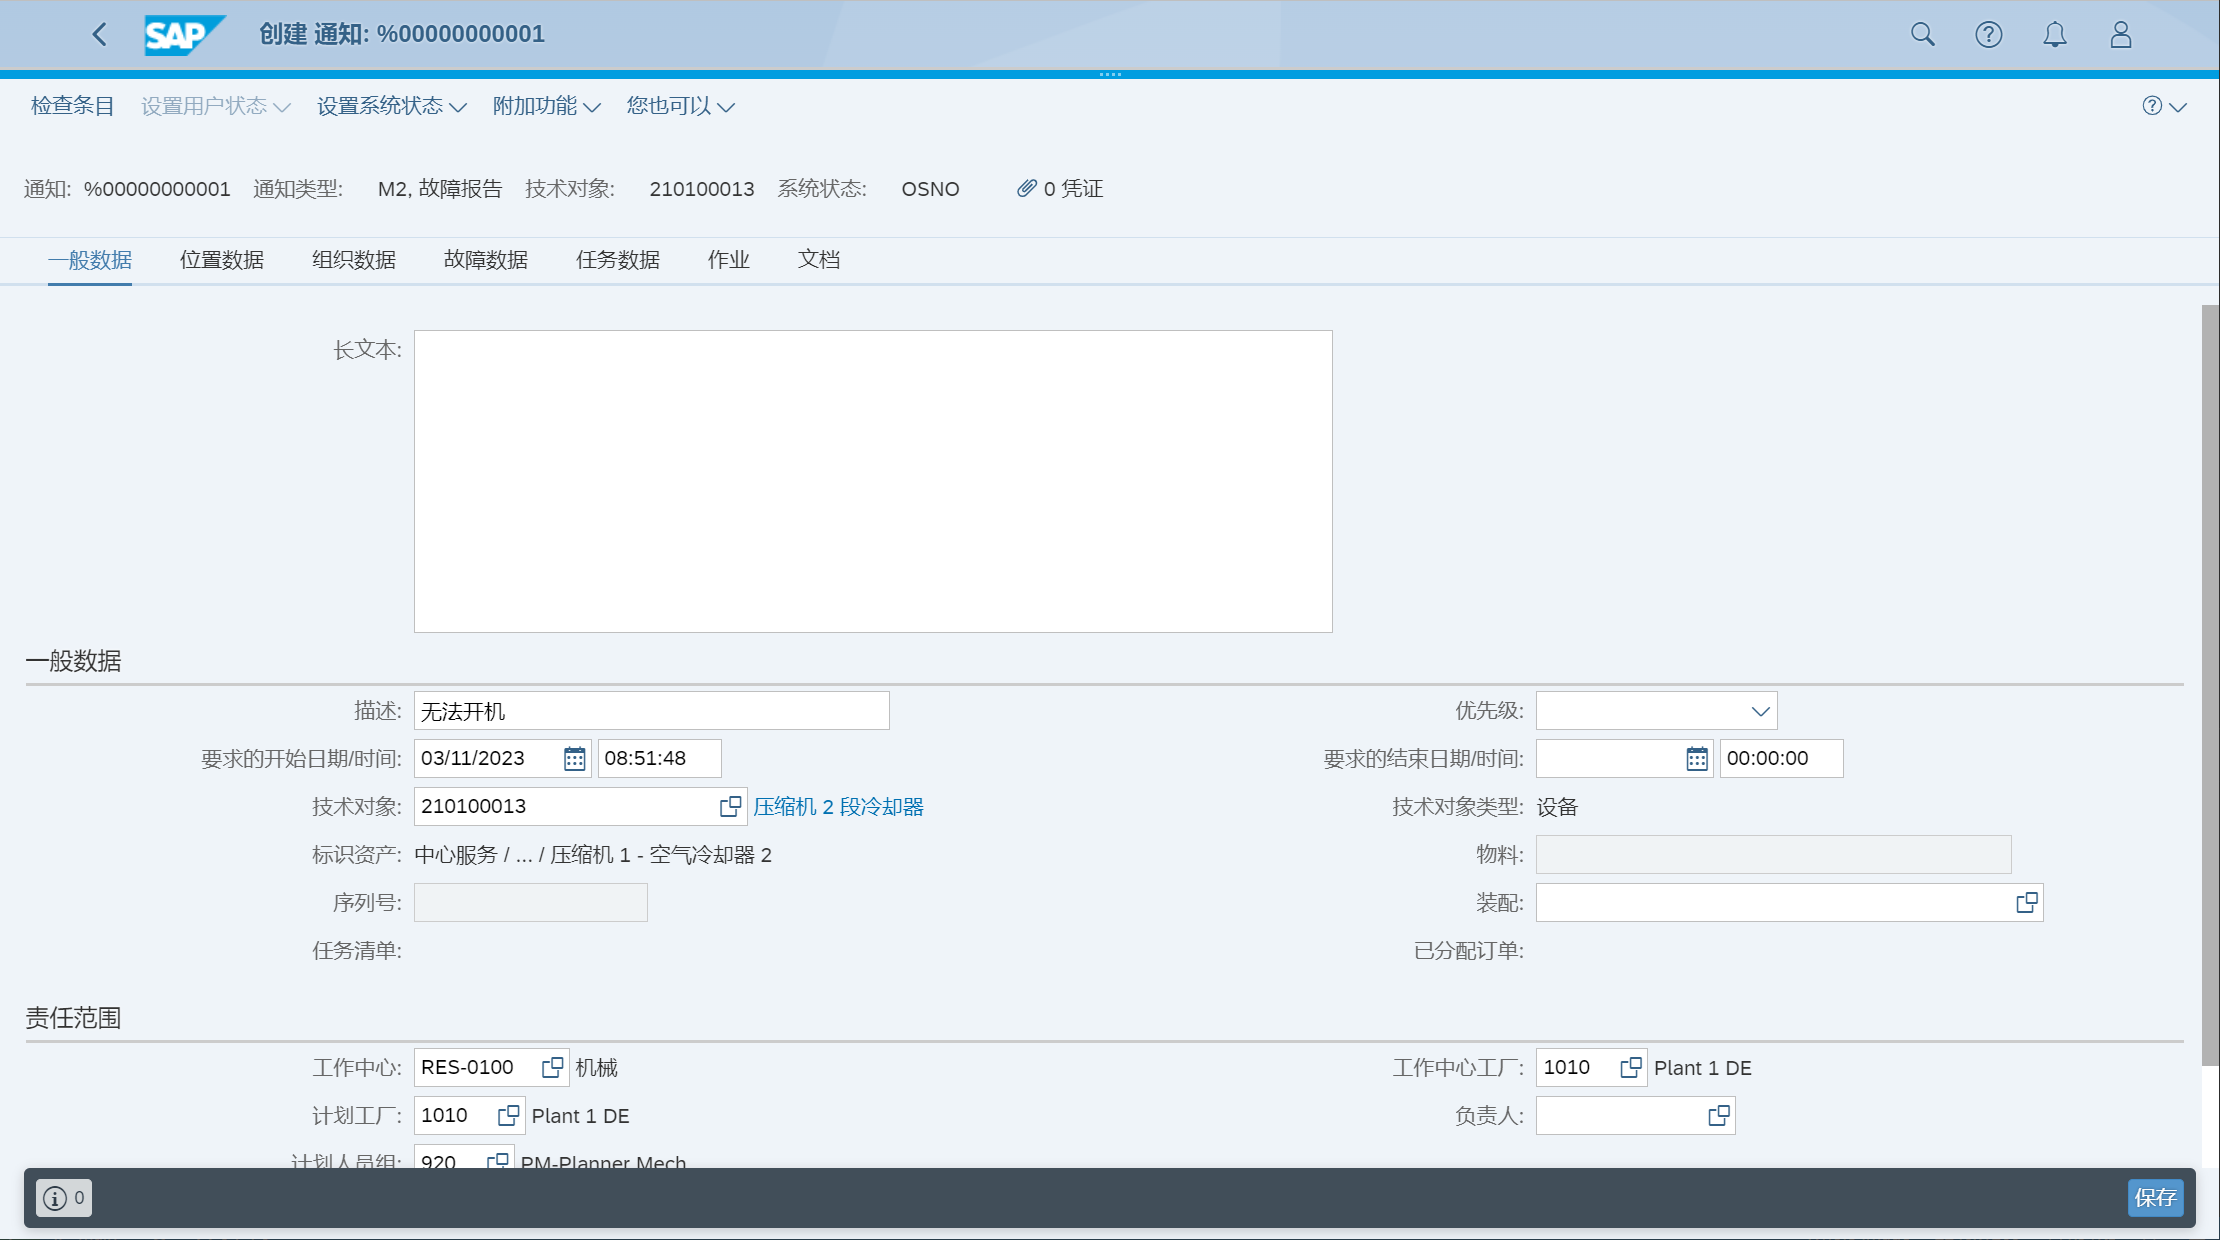 SAP 创建 通知: %00000000001
检查条目 设置用户状态 设置系统状态 附加功能 您也可以
通知: %00000000001 通知类型: M2, 故障报告 技术对象: 210100013 系统状态: OSNO 0 凭证
一般数据 位置数据 组织数据 故障数据 任务数据 作业 文档
长文本:
一般数据
描述: 无法开机 优先级:
要求的开始日期/时间: 03/11/2023 08:51:48 要求的结束日期/时间: 00:00:00
技术对象: 210100013 压缩机 2 段冷却器 技术对象类型: 设备
标识资产: 中心服务 / ... / 压缩机 1 - 空气冷却器 2 物料:
序列号: 装配:
任务清单: 已分配订单:
责任范围
工作中心: RES-0100 机械 工作中心工厂: 1010 Plant 1 DE
计划工厂: 1010 Plant 1 DE 负责人:
计划人员组: 920 PM-Planner Mech
0 保存